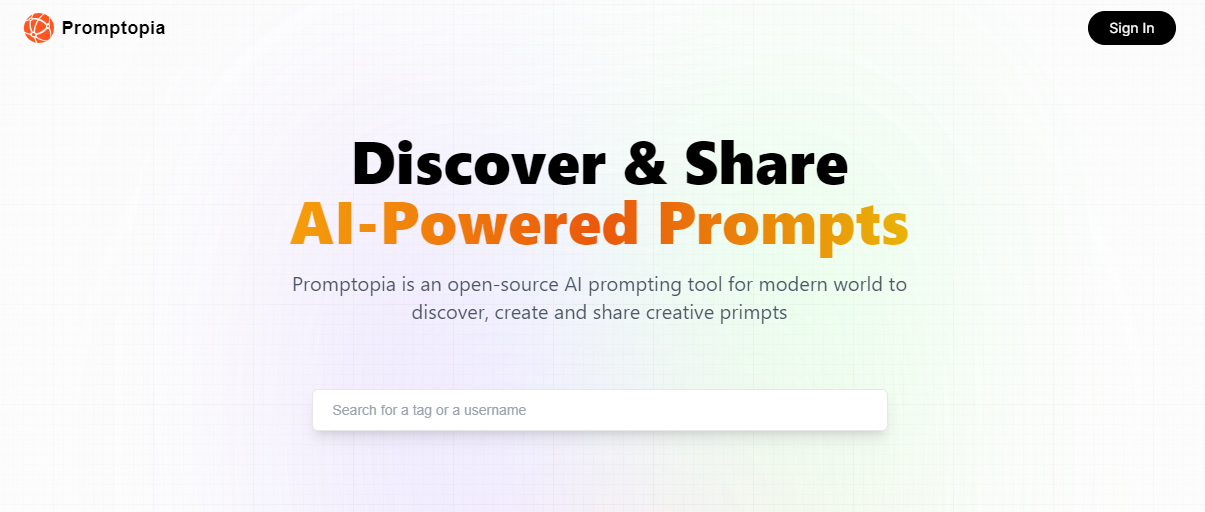 Promptopia
Sign In
Discover & Share
AI-Powered Prompts
Promptopia is an open-source AI prompting tool for modern world to
discover, create and share creative primpts
Search for a tag or a username